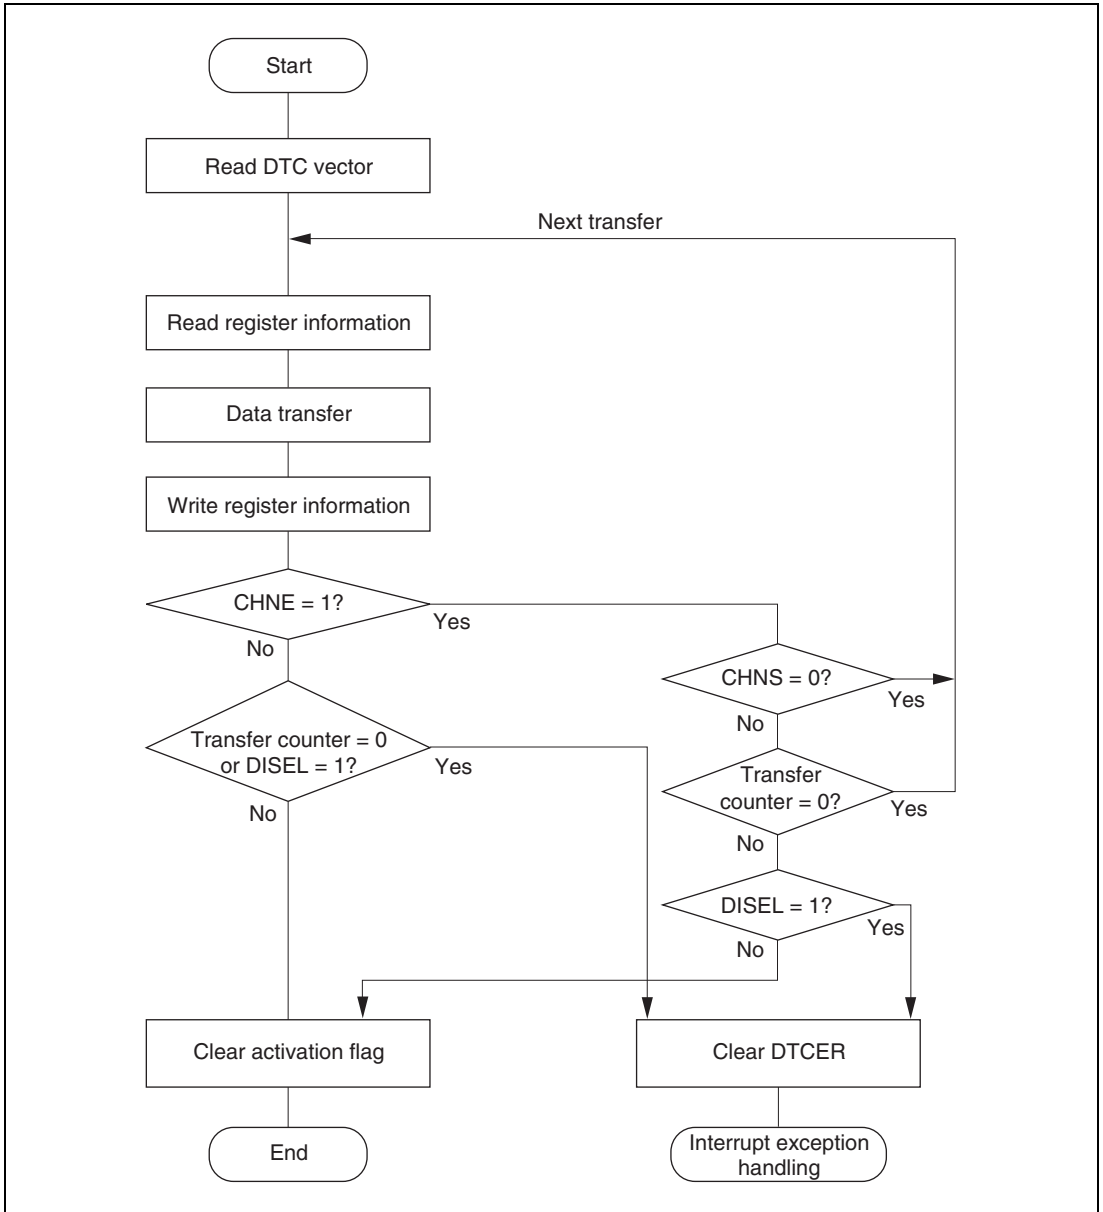 Start
Read DTC vector
Next transfer
Read register information
Data transfer
Write register information
CHNE = 1?
Yes
No
CHNS = 0?
Yes
No
Transfer counter = 0
or DISEL = 1?
Yes
No
Transfer
counter = 0?
Yes
No
DISEL = 1?
Yes
No
Clear activation flag
Clear DTCER
End
Interrupt exception
handling